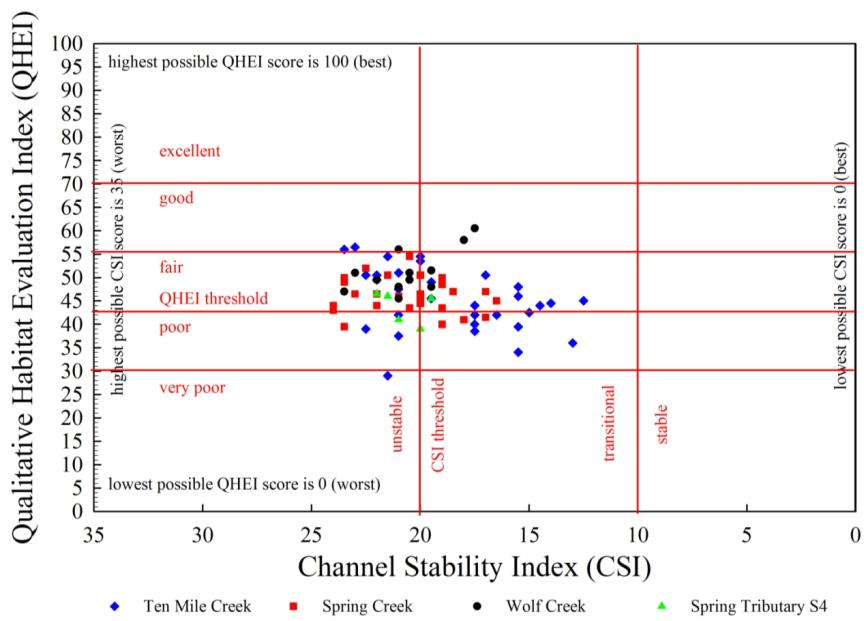 Qualitative Habitat Evaluation Index (QHEI)
100
95
90
85
80
75
70
65
60
55
50
45
40
35
30
25
20
15
10
5
0
highest possible QHEI score is 100 (best)
highest possible CSI score is 35 (worst)
lowest possible CSI score is 0 (best)
excellent
good
fair
QHEI threshold
poor
very poor
unstable
CSI threshold
transitional
stable
lowest possible QHEI score is 0 (worst)
35 30 25 20 15 10 5 0
Channel Stability Index (CSI)
Ten Mile Creek Spring Creek Wolf Creek Spring Tributary S4